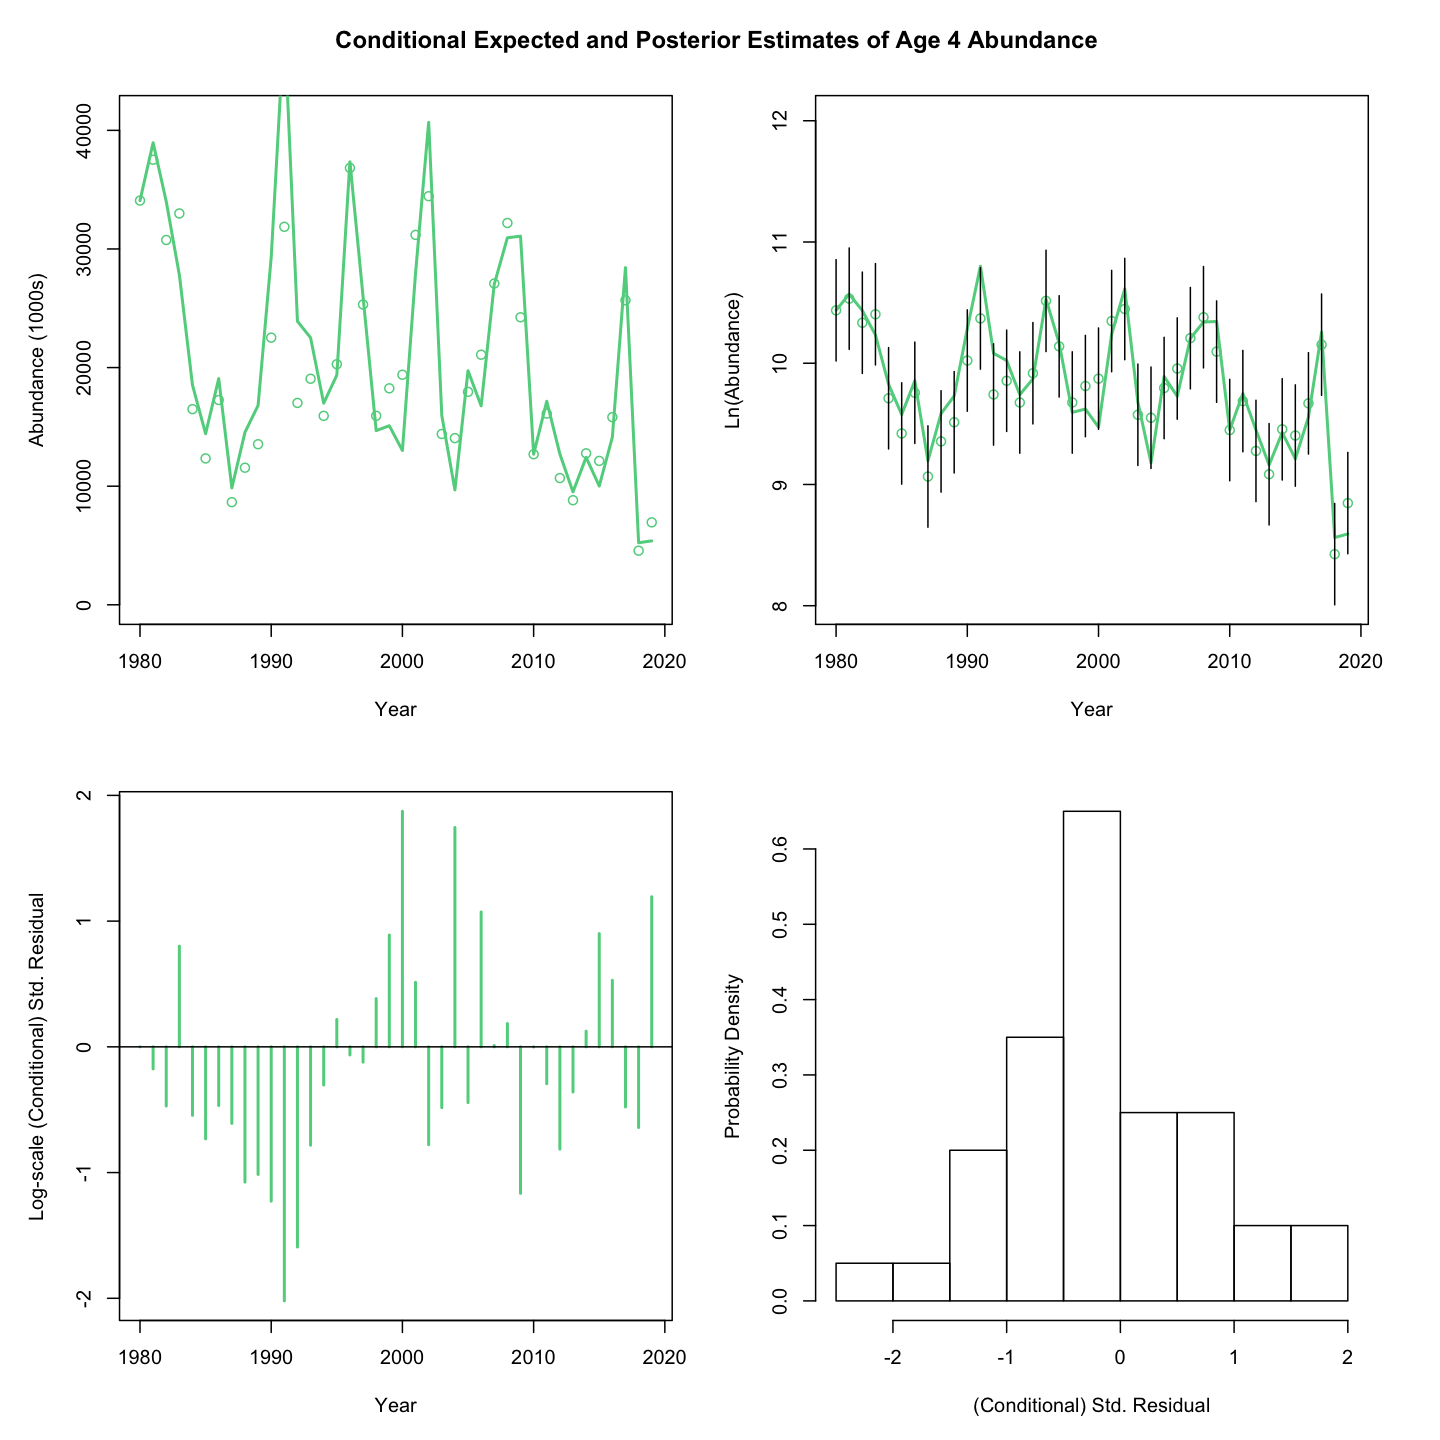 Conditional Expected and Posterior Estimates of Age 4 Abundance
Abundance (1000s)
40000
30000
20000
10000
0
1980 1990 2000 2010 2020
Year
Ln(Abundance)
12
11
10
9
8
1980 1990 2000 2010 2020
Year
Log-scale (Conditional) Std. Residual
2
1
0
-1
-2
1980 1990 2000 2010 2020
Year
Probability Density
0.6
0.5
0.4
0.3
0.2
0.1
0.0
-2 -1 0 1 2
(Conditional) Std. Residual